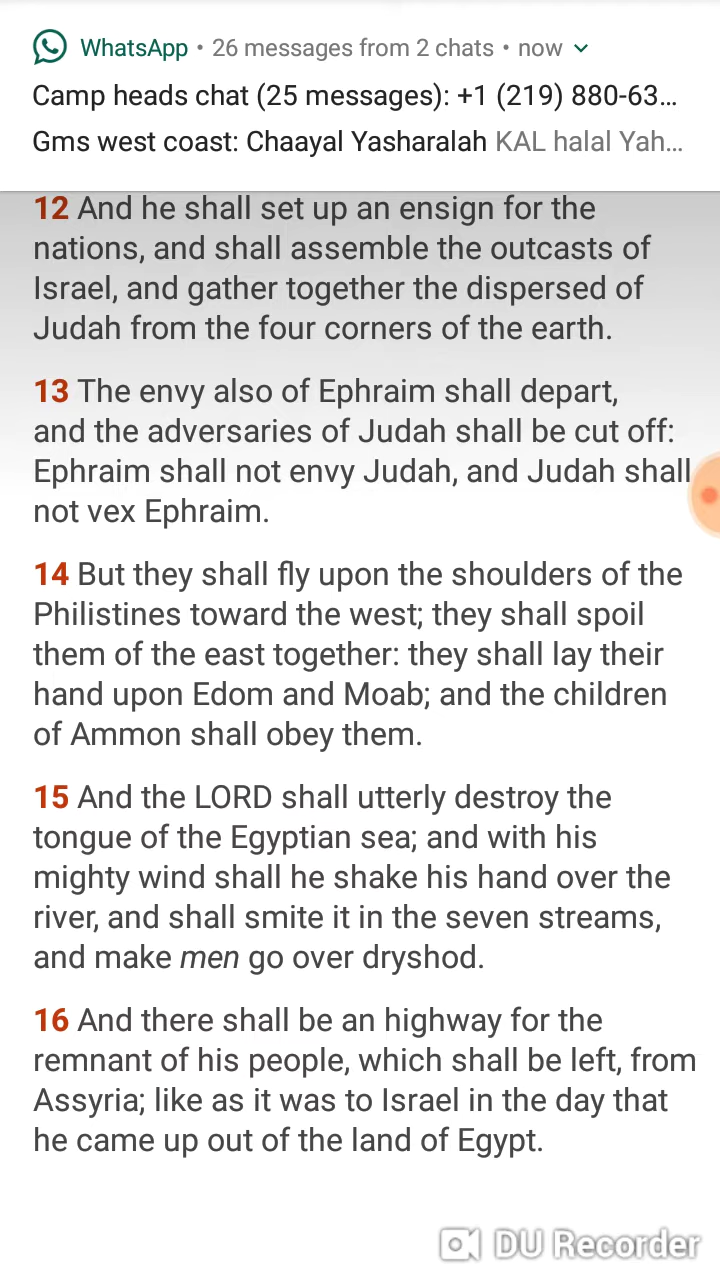 WhatsApp • 26 messages from 2 chats • now
Camp heads chat (25 messages): +1 (219) 880-63...
Gms west coast: Chaayal Yasharalah KAL halal Yah...
12 And he shall set up an ensign for the
nations, and shall assemble the outcasts of
Israel, and gather together the dispersed of
Judah from the four corners of the earth.
13 The envy also of Ephraim shall depart,
and the adversaries of Judah shall be cut off:
Ephraim shall not envy Judah, and Judah shall
not vex Ephraim.
14 But they shall fly upon the shoulders of the
Philistines toward the west; they shall spoil
them of the east together: they shall lay their
hand upon Edom and Moab; and the children
of Ammon shall obey them.
15 And the LORD shall utterly destroy the
tongue of the Egyptian sea; and with his
mighty wind shall he shake his hand over the
river, and shall smite it in the seven streams,
and make men go over dryshod.
16 And there shall be an highway for the
remnant of his people, which shall be left, from
Assyria; like as it was to Israel in the day that
he came up out of the land of Egypt.
DU Recorder